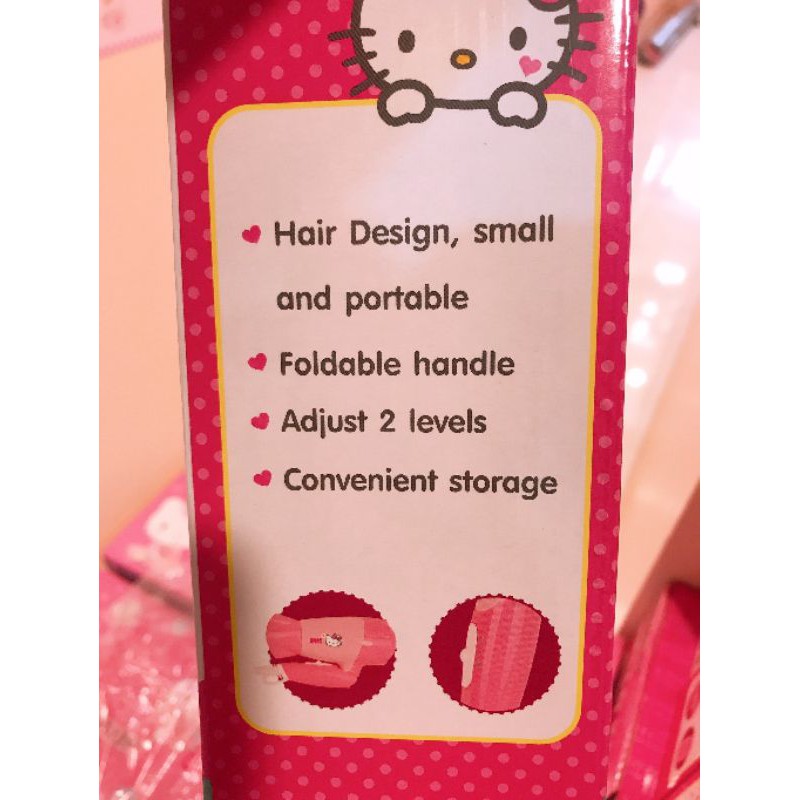 Hair Design, small
and portable
Foldable handle
Adjust 2 levels
Convenient storage